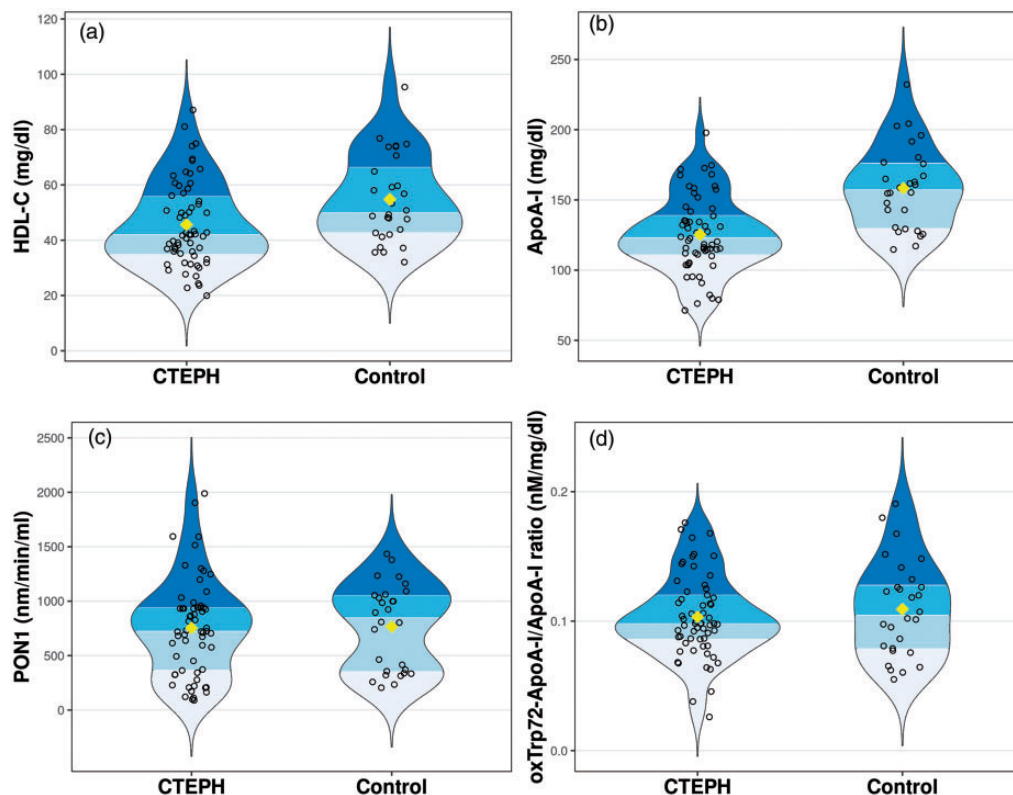 (a)
HDL-C (mg/dl)
120
100
80
60
40
20
0
CTEPH Control
(b)
ApoA-I (mg/dl)
250
200
150
100
50
CTEPH Control
(c)
PON1 (nm/min/ml)
2500
2000
1500
1000
500
0
CTEPH Control
(d)
oxTrp72-ApoA-I/ApoA-I ratio (nM/mg/dl)
0.2
0.1
0.0
CTEPH Control